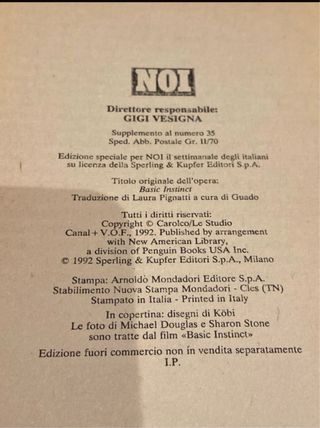 NOI
Direttore responsabile:
GIGI VESIGNA
Supplemento al numero 35
Sped. Abb. Postale Gr. II/70
Edizione speciale per NOI il settimanale degli italiani
su licenza della Sperling & Kupfer Editori S.p.A.
Titolo originale dell'opera:
Basic Instinct
Traduzione di Laura Pignatti a cura di Guado
Tutti i diritti riservati:
Copyright © Carolco/Le Studio
Canal + V.O.F., 1992. Published by arrangement
with New American Library,
a division of Penguin Books USA Inc.
© 1992 Sperling & Kupfer Editori S.p.A., Milano
Stampa: Arnoldo Mondadori Editore S.p.A.
Stabilimento Nuova Stampa Mondadori - Cles (TN)
Stampato in Italia - Printed in Italy
In copertina: disegni di Köbi
Le foto di Michael Douglas e Sharon Stone
sono tratte dal film «Basic Instinct»
Edizione fuori commercio non in vendita separatamente
I.P.